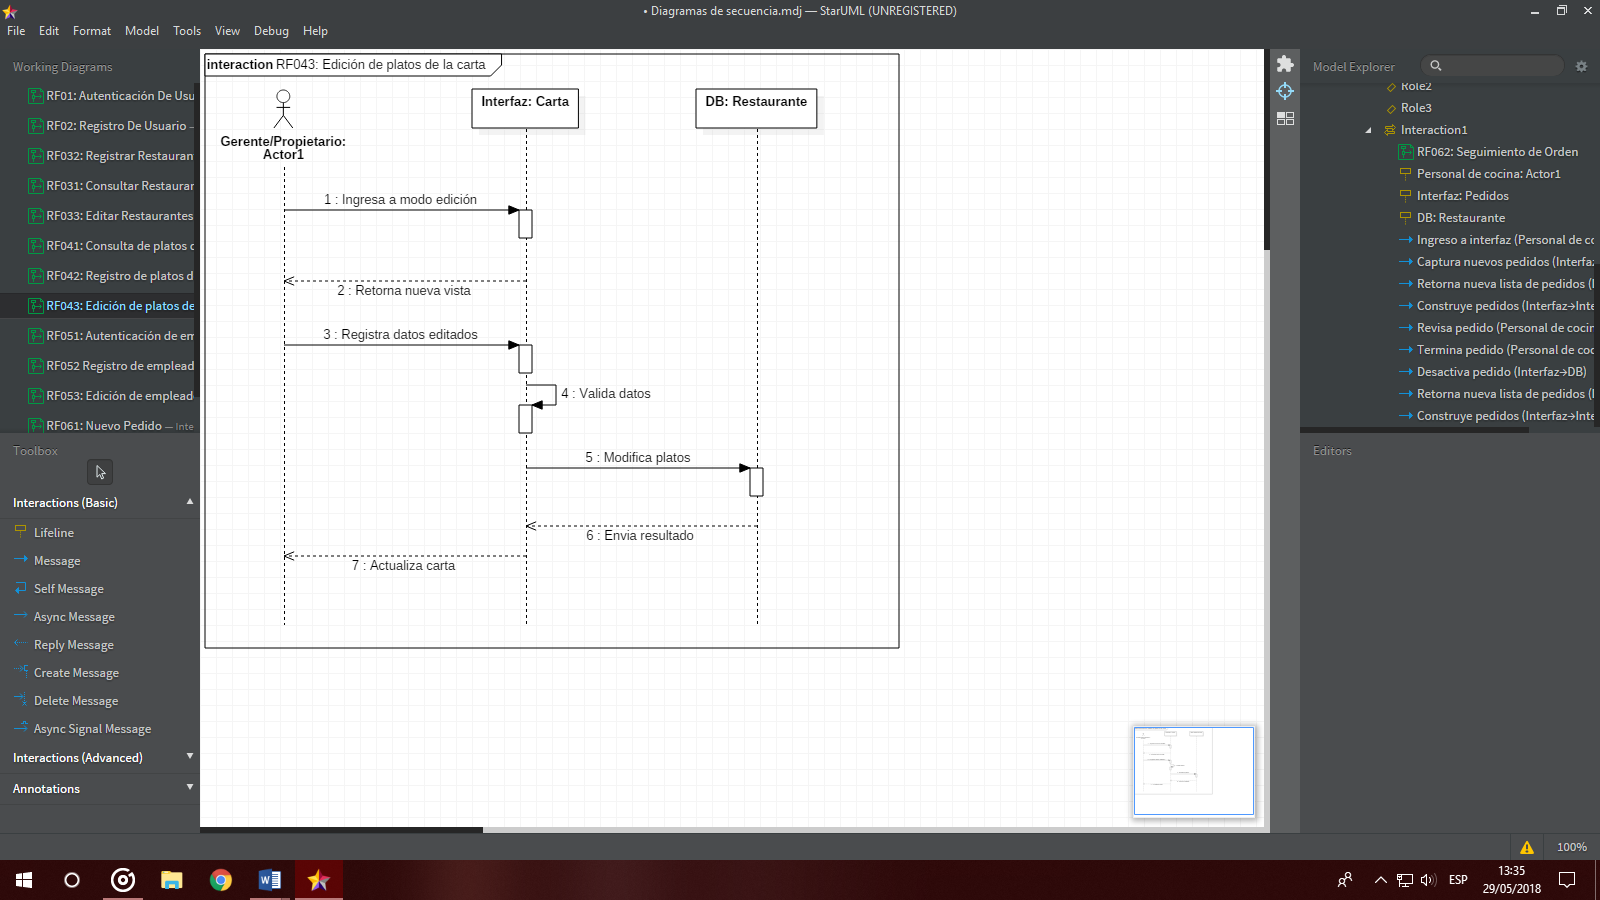 • Diagramas de secuencia.mdj — StarUML (UNREGISTERED)
File Edit Format Model Tools View Debug Help
Working Diagrams
RF01: Autenticación De Usu
RF02: Registro De Usuario —
RF032: Registrar Restauran
RF031: Consultar Restaurar
RF033: Editar Restaurantes
RF041: Consulta de platos d
RF042: Registro de platos d
RF043: Edición de platos de
RF051: Autenticación de em
RF052 Registro de emplead
RF053: Edición de emplead
RF061: Nuevo Pedido — Inte
Toolbox
Interactions (Basic)
Lifeline
Message
Self Message
Async Message
Reply Message
Create Message
Delete Message
Async Signal Message
Interactions (Advanced)
Annotations
interaction RF043: Edición de platos de la carta
Gerente/Propietario:
Actor1
Interfaz: Carta
DB: Restaurante
1 : Ingresa a modo edición
2 : Retorna nueva vista
3 : Registra datos editados
4 : Valida datos
5 : Modifica platos
6 : Envia resultado
7 : Actualiza carta
Model Explorer
Role2
Role3
Interaction1
RF062: Seguimiento de Orden
Personal de cocina: Actor1
Interfaz: Pedidos
DB: Restaurante
Ingreso a interfaz (Personal de co
Captura nuevos pedidos (Interfaz
Retorna nueva lista de pedidos (I
Construye pedidos (Interfaz→Inte
Revisa pedido (Personal de cocin
Termina pedido (Personal de coc
Desactiva pedido (Interfaz→DB)
Retorna nueva lista de pedidos (I
Construye pedidos (Interfaz→Inte
Editors
100%
ESP
13:35
29/05/2018